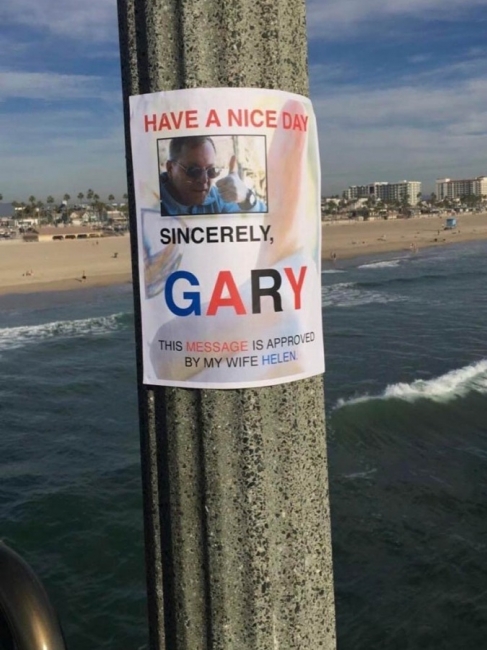 HAVE A NICE DAY
SINCERELY,
GARY
THIS MESSAGE IS APPROVED
BY MY WIFE HELEN.